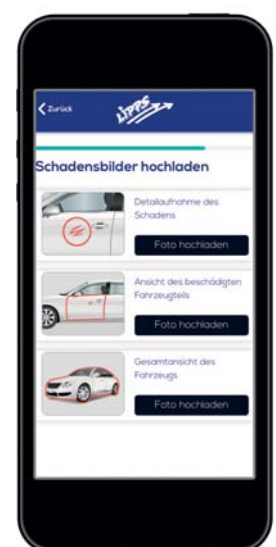 Zurück
LiPPS
Schadensbilder hochladen
Detailaufnahme des
Schadens
Foto hochladen
Ansicht des beschädigten
Fahrzeugteils
Foto hochladen
Gesamtansicht des
Fahrzeugs
Foto hochladen